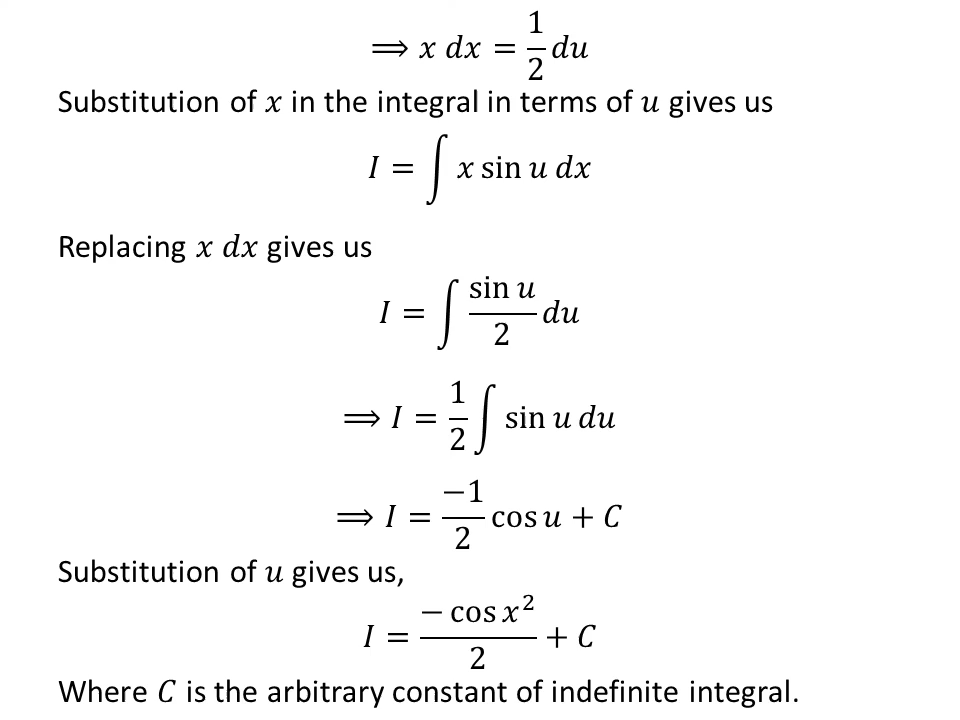 ⟹ x dx = 1/2 du
Substitution of x in the integral in terms of u gives us
I = ∫ x sin u dx
Replacing x dx gives us
I = ∫ sin u/2 du
⟹ I = 1/2 ∫ sin u du
⟹ I = −1/2 cos u + C
Substitution of u gives us,
I = − cos x²/2 + C
Where C is the arbitrary constant of indefinite integral.